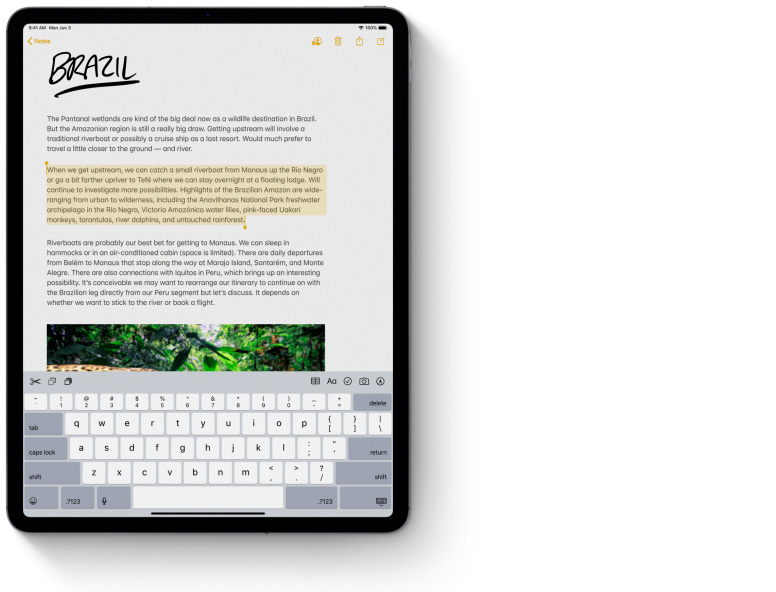 9:41 AM Mon Jan 3
100%
Notes
BRAZIL
The Pantanal wetlands are kind of the big deal now as a wildlife destination in Brazil.
But the Amazonian region is still a really big draw. Getting upstream will involve a
traditional riverboat or possibly a cruise ship as a last resort. Would much prefer to
travel a little closer to the ground — and river.
When we get upstream, we can catch a small riverboat from Manaus up the Río Negro
or go a bit farther upriver to Tefé where we can stay overnight at a floating lodge. Will
continue to investigate more possibilities. Highlights of the Brazilian Amazon are wide-
ranging from urban to wilderness, including the Anavilhanas National Park freshwater
archipelago in the Río Negro, Victoria Amazónica water lilies, pink-faced Uakari
monkeys, tarantulas, river dolphins, and untouched rainforest.
Riverboats are probably our best bet for getting to Manaus. We can sleep in
hammocks or in an air-conditioned cabin (space is limited). There are daily departures
from Belém to Manaus that stop along the way at Marajo Island, Santarém, and Monte
Alegre. There are also connections with Iquitos in Peru, which brings up an interesting
possibility. It's conceivable we may want to rearrange our itinerary to continue on with
the Brazilian leg directly from our Peru segment but let's discuss. It depends on
whether we want to stick to the river or book a flight.
Aa
~ ! @ # $ % ^ & * ( ) _ +
` 1 2 3 4 5 6 7 8 9 0 - = delete
tab q w e r t y u i o p { [ } ] | \
caps lock a s d f g h j k l : ; " ' return
shift z x c v b n m < , > . ? / shift
.?123 .?123